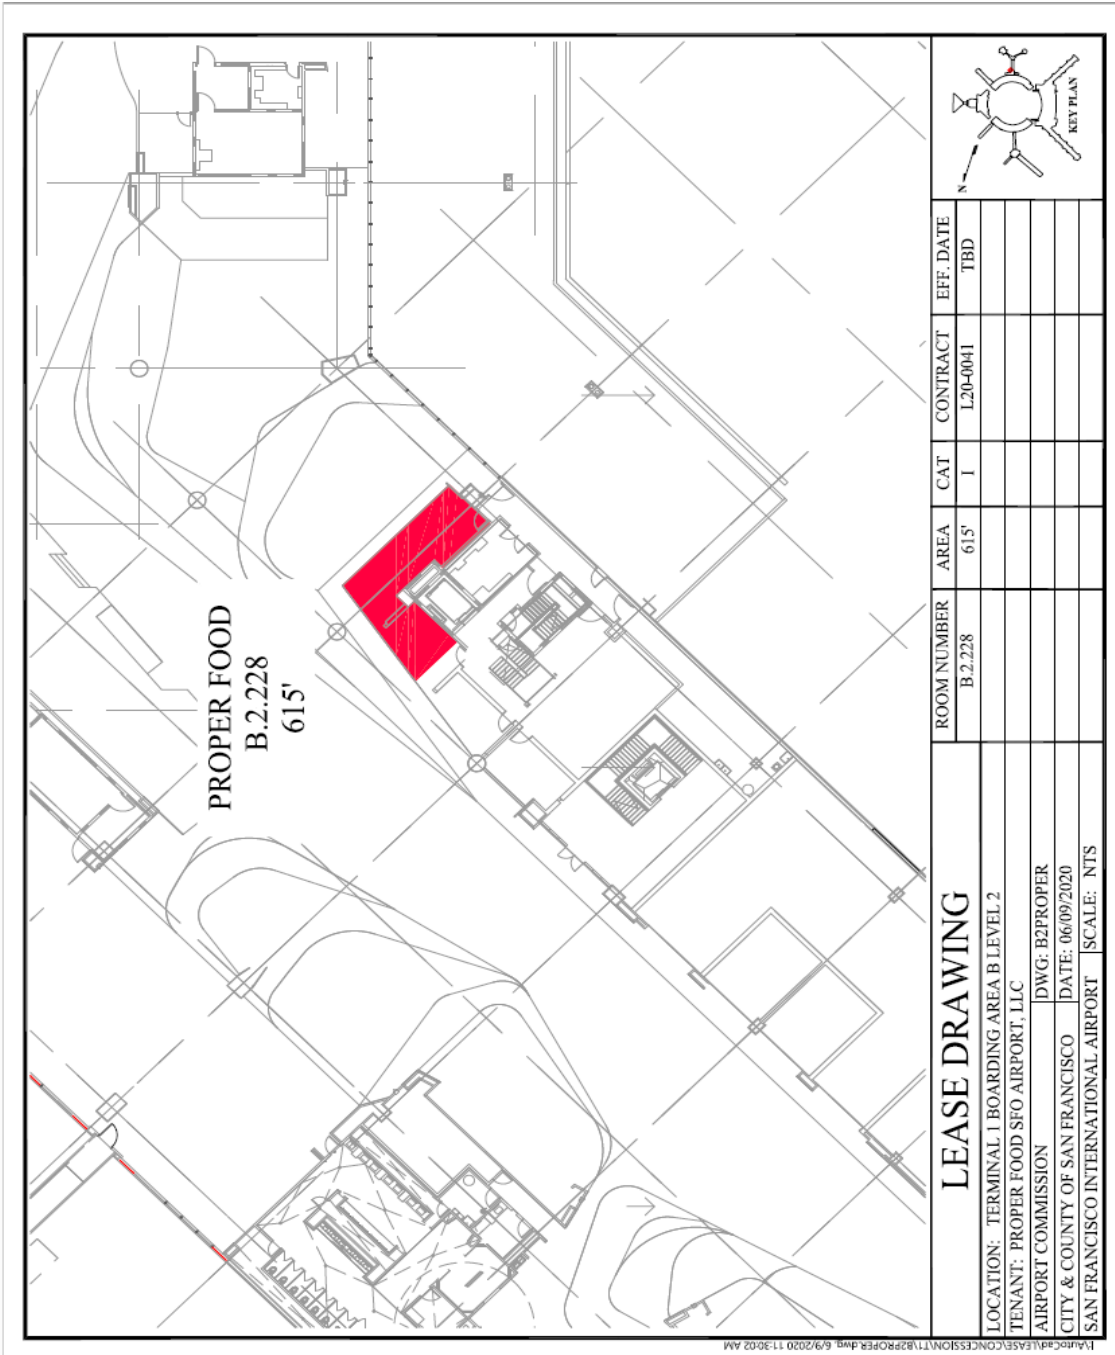 PROPER FOOD
B.2.228
615'
LEASE DRAWING
LOCATION: TERMINAL 1 BOARDING AREA B LEVEL 2
TENANT: PROPER FOOD SFO AIRPORT, LLC
AIRPORT COMMISSION DWG: B2PROPER
CITY & COUNTY OF SAN FRANCISCO DATE: 06/09/2020
SAN FRANCISCO INTERNATIONAL AIRPORT SCALE: NTS
ROOM NUMBER AREA CAT CONTRACT EFF. DATE
B.2.228 615' I L20-0041 TBD
N
KEY PLAN
I:\AutoCad\LEASE\CONCESSION\T1\B2PROPER.dwg, 6/9/2020 11:30:02 AM